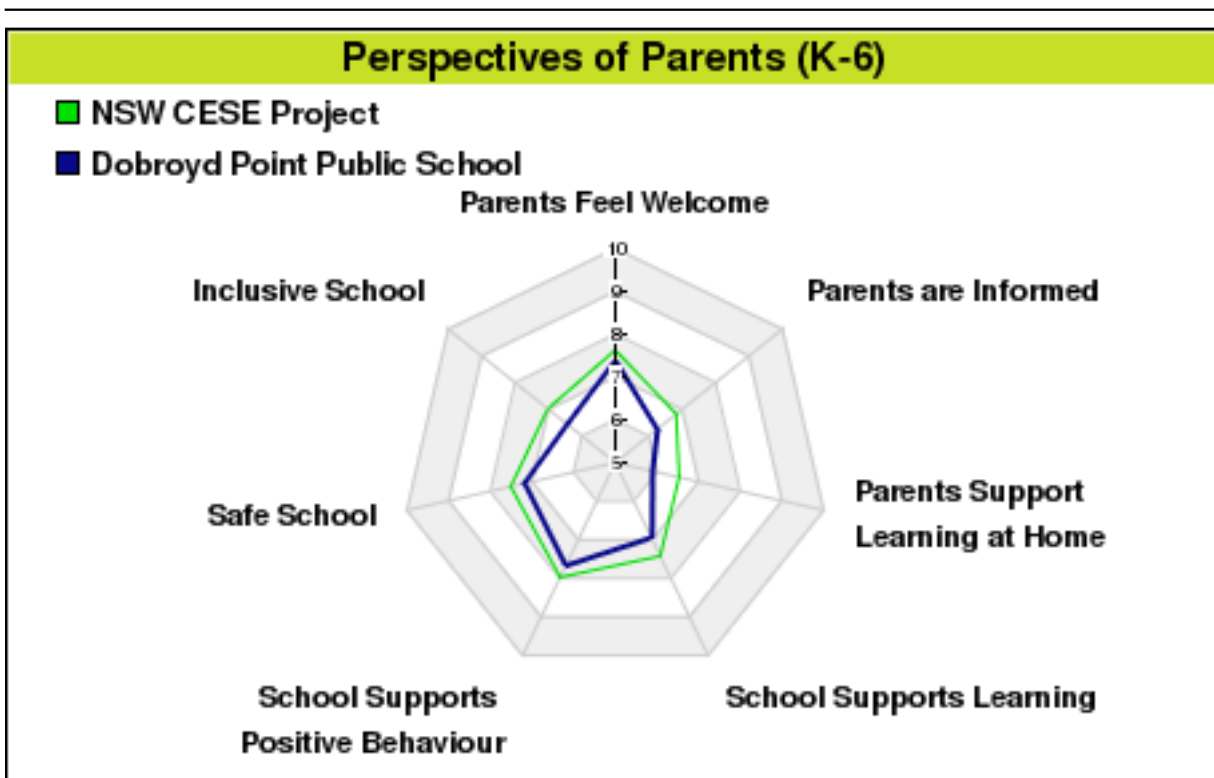 Perspectives of Parents (K-6)
NSW CESE Project
Dobroyd Point Public School
Parents Feel Welcome
10
Inclusive School
Parents are Informed
9
8
7
6
5
Parents Support
Learning at Home
Safe School
School Supports
Positive Behaviour
School Supports Learning